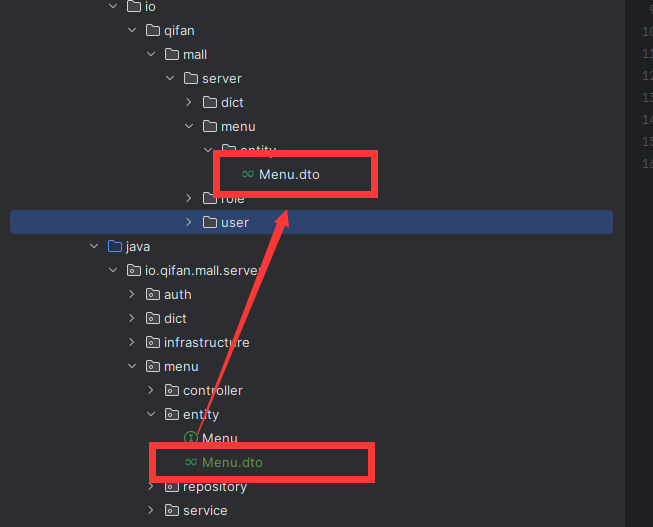 io
qifan
mall
server
dict
menu
entity
Menu.dto
role
user
java
io.qifan.mall.server
auth
dict
infrastructure
menu
controller
entity
Menu
Menu.dto
repository
service
10
11
12
13
14
15
16